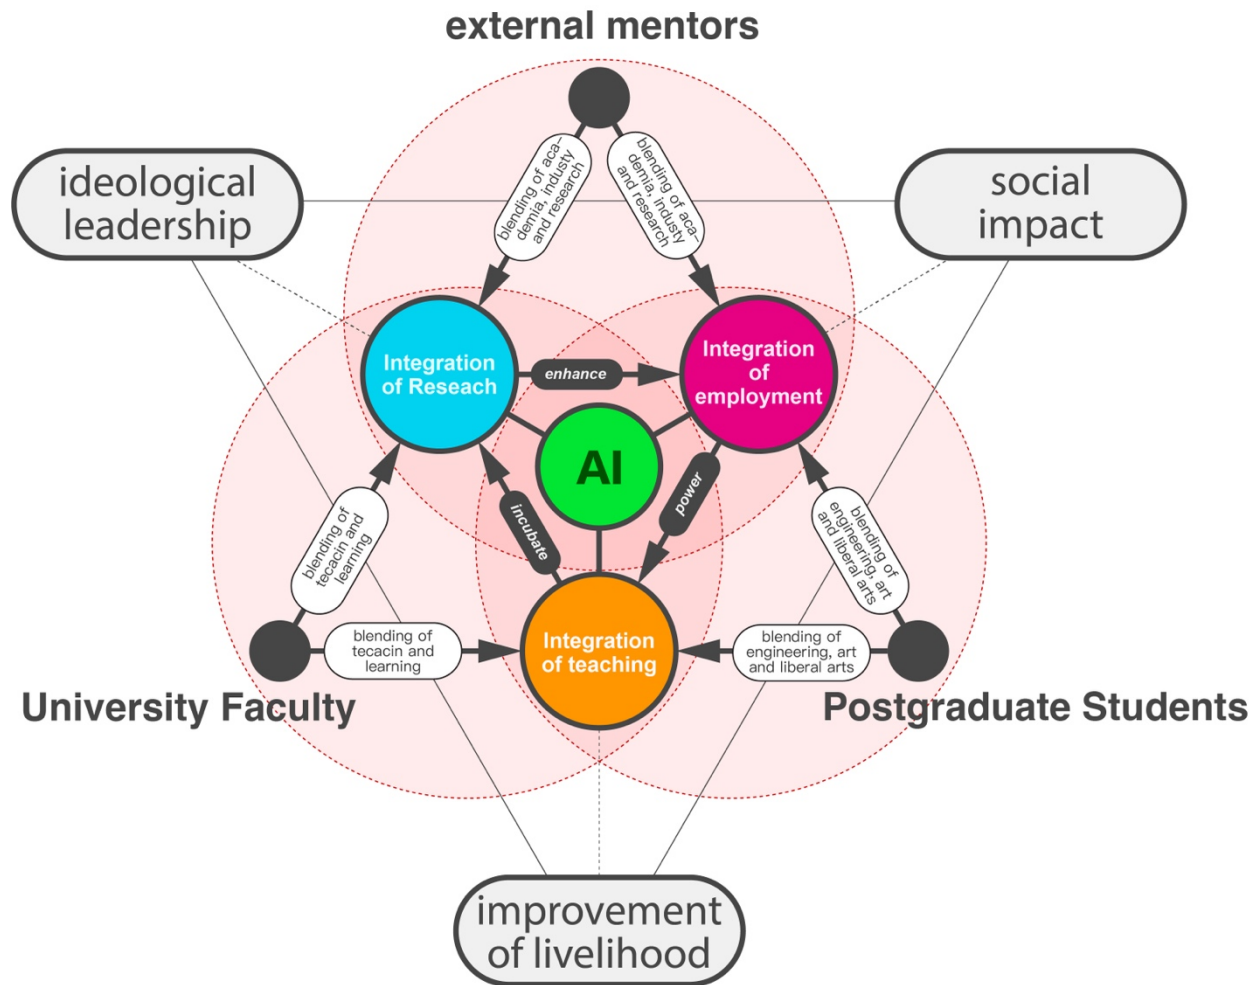 external mentors
ideological
leadership
social
impact
blending of aca-
demia, industy
and research
blending of aca-
demia, industy
and research
Integration
of Reseach
enhance
Integration
of
employment
AI
incubate
power
blending of
tecacin and
learning
blending of
engineering, art
and liberal arts
blending of
tecacin and
learning
Integration
of teaching
blending of
engineering, art
and liberal arts
University Faculty
Postgraduate Students
improvement
of livelihood